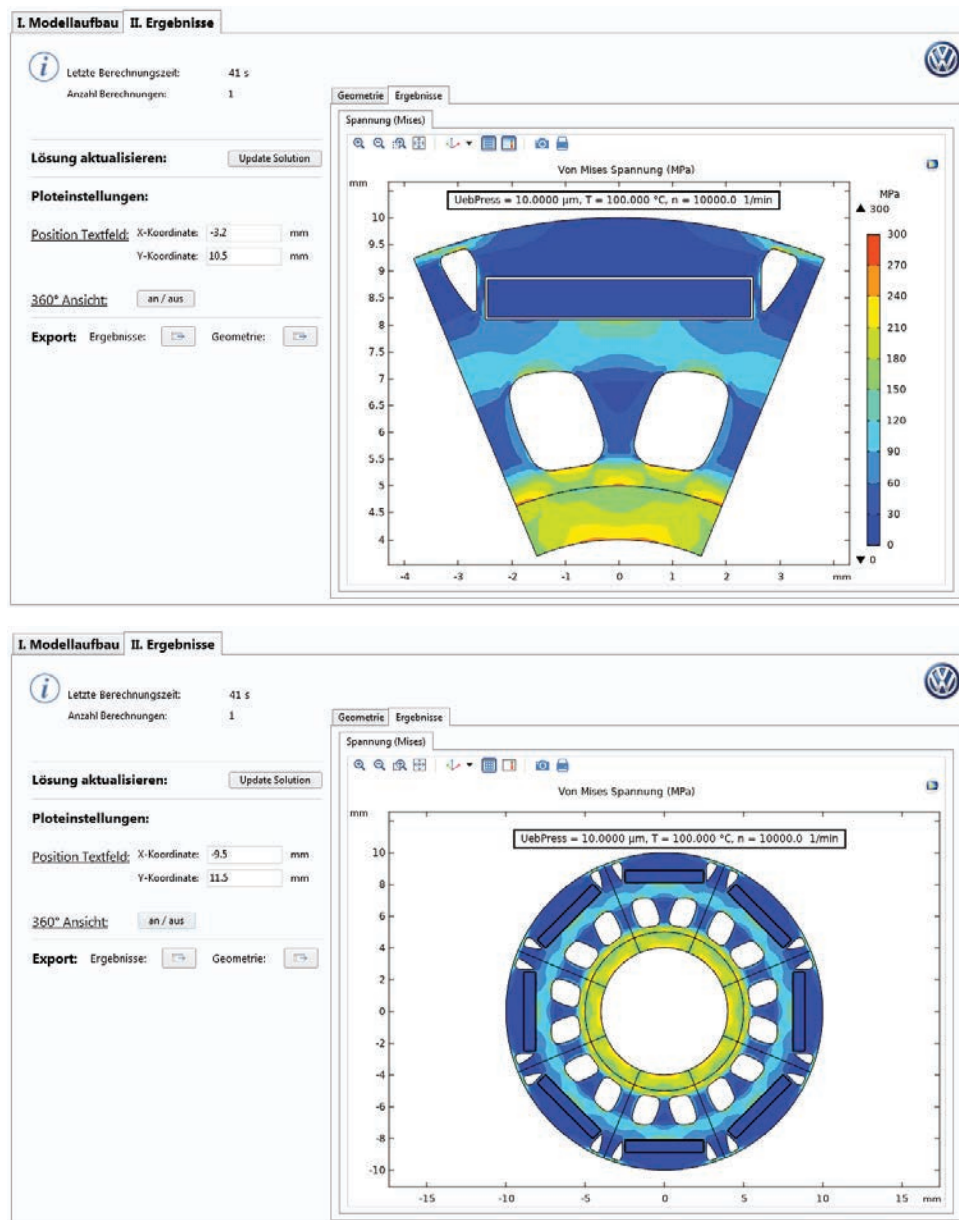 I. Modellaufbau II. Ergebnisse
i Letzte Berechnungszeit: 41 s
Anzahl Berechnungen: 1
Lösung aktualisieren: Update Solution
Ploteinstellungen:
Position Textfeld: X-Koordinate: -3.2 mm
Y-Koordinate: 10.5 mm
360° Ansicht: an / aus
Export: Ergebnisse: Geometrie:
VW
Geometrie Ergebnisse
Spannung (Mises)
Von Mises Spannung (MPa)
mm
UebPress = 10.0000 µm, T = 100.000 °C, n = 10000.0 1/min
10
9.5
9
8.5
8
7.5
7
6.5
6
5.5
5
4.5
4
-4 -3 -2 -1 0 1 2 3 mm
MPa
▲ 300
300
270
240
210
180
150
120
90
60
30
0
▼ 0
I. Modellaufbau II. Ergebnisse
i Letzte Berechnungszeit: 41 s
Anzahl Berechnungen: 1
Lösung aktualisieren: Update Solution
Ploteinstellungen:
Position Textfeld: X-Koordinate: -9.5 mm
Y-Koordinate: 11.5 mm
360° Ansicht: an / aus
Export: Ergebnisse: Geometrie:
VW
Geometrie Ergebnisse
Spannung (Mises)
Von Mises Spannung (MPa)
mm
UebPress = 10.0000 µm, T = 100.000 °C, n = 10000.0 1/min
10
8
6
4
2
0
-2
-4
-6
-8
-10
-15 -10 -5 0 5 10 15 mm